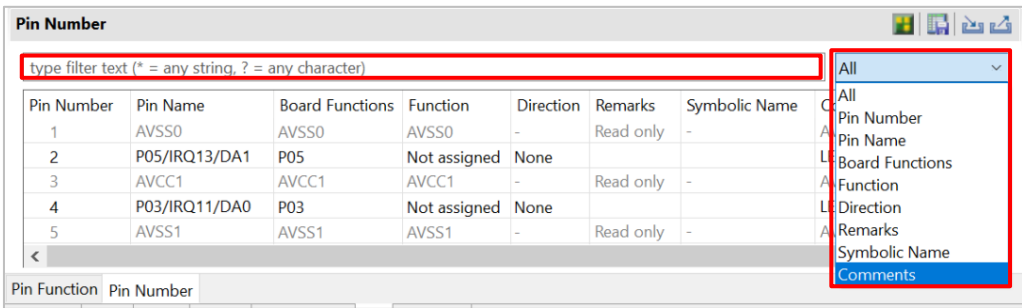 Pin Number
type filter text (* = any string, ? = any character)
All
Pin Number Pin Name Board Functions Function Direction Remarks Symbolic Name
1 AVSS0 AVSS0 AVSS0 - Read only -
2 P05/IRQ13/DA1 P05 Not assigned None
3 AVCC1 AVCC1 AVCC1 - Read only -
4 P03/IRQ11/DA0 P03 Not assigned None
5 AVSS1 AVSS1 AVSS1 - Read only -
All
Pin Number
Pin Name
Board Functions
Function
Direction
Remarks
Symbolic Name
Comments
Pin Function Pin Number